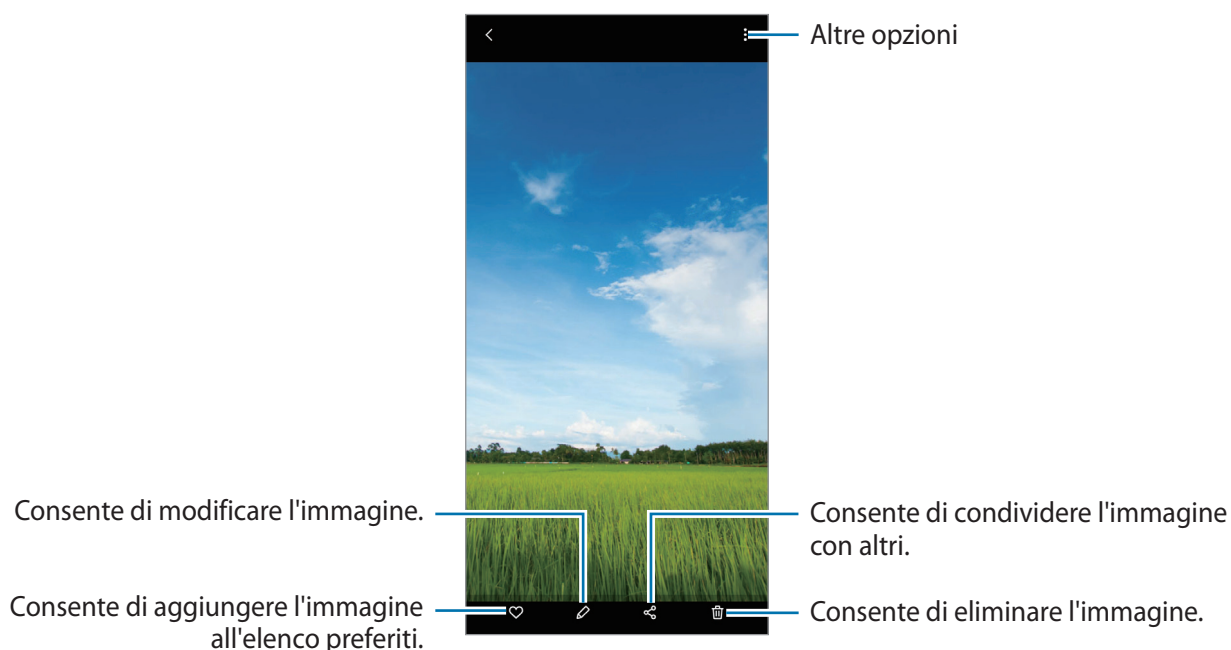 Altre opzioni
Consente di modificare l'immagine.
Consente di condividere l'immagine
con altri.
Consente di aggiungere l'immagine
all'elenco preferiti.
Consente di eliminare l'immagine.